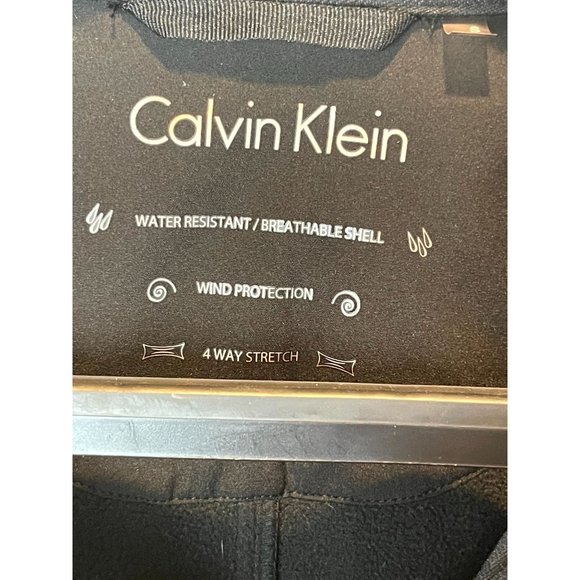 Calvin Klein
WATER RESISTANT / BREATHABLE SHELL
WIND PROTECTION
4 WAY STRETCH